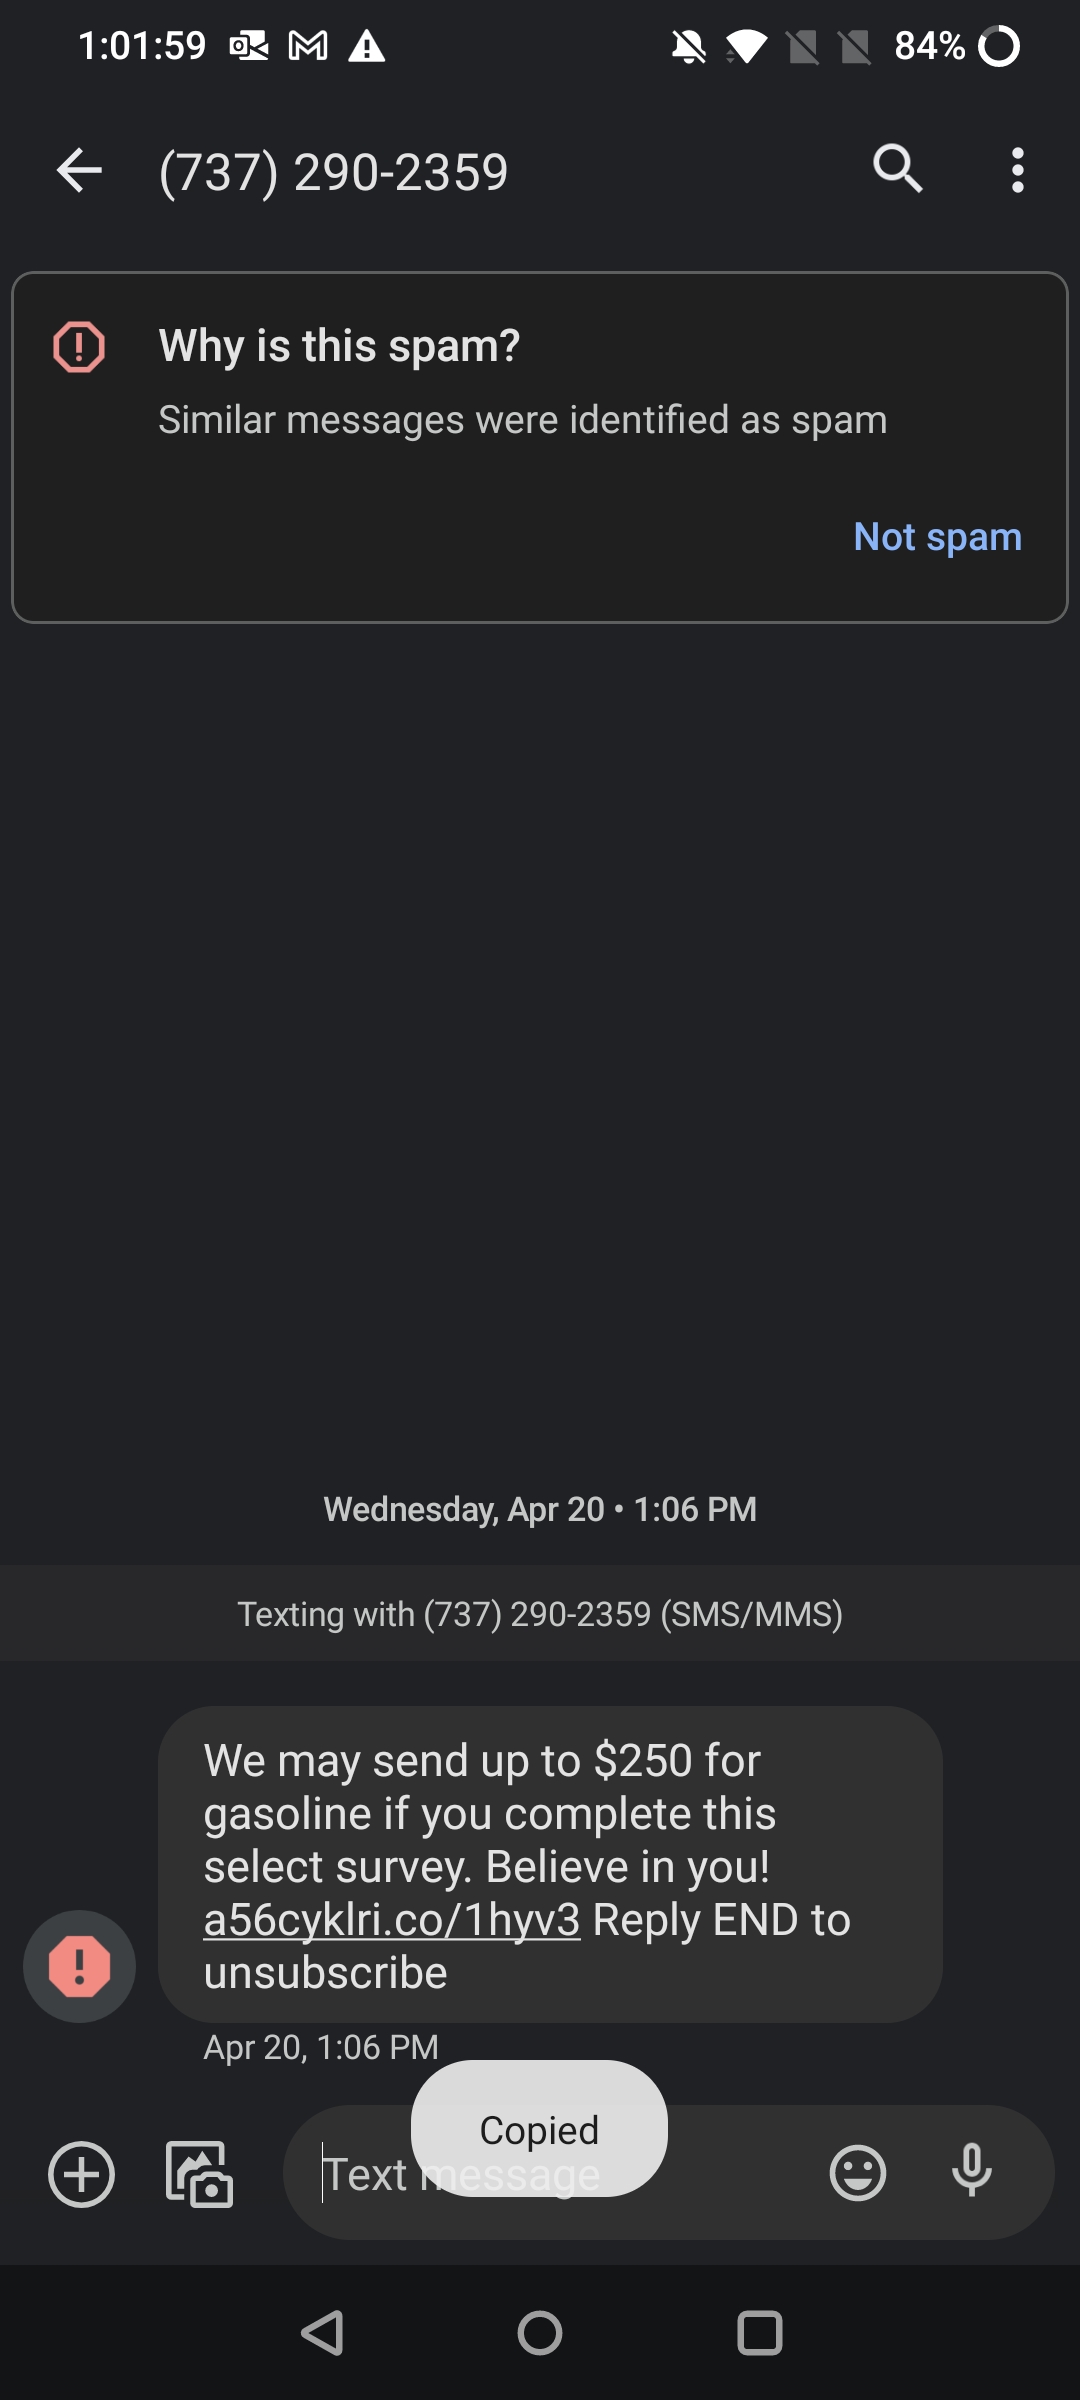 1:01:59
84%
(737) 290-2359
Why is this spam?
Similar messages were identified as spam
Not spam
Wednesday, Apr 20 • 1:06 PM
Texting with (737) 290-2359 (SMS/MMS)
We may send up to $250 for
gasoline if you complete this
select survey. Believe in you!
a56cyklri.co/1hyv3 Reply END to
unsubscribe
Apr 20, 1:06 PM
Copied
Text message